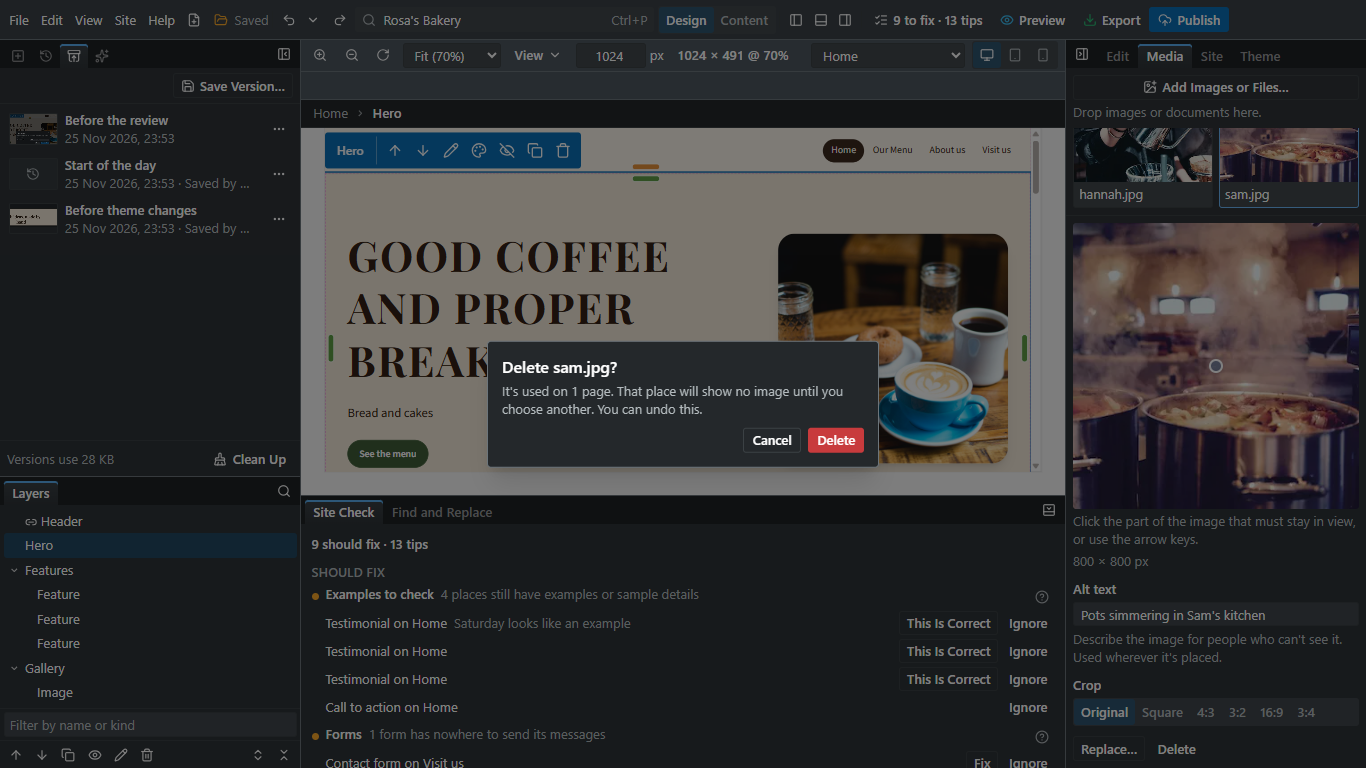 File Edit View Site Help Saved Rosa's Bakery Ctrl+P Design Content 9 to fix · 13 tips Preview Export Publish
Save Version...
Before the review
25 Nov 2026, 23:53
Start of the day
25 Nov 2026, 23:53 · Saved by ...
Before theme changes
25 Nov 2026, 23:53 · Saved by ...
Versions use 28 KB Clean Up
Layers
Header
Hero
Features
Feature
Feature
Feature
Gallery
Image
Filter by name or kind
Fit (70%) View 1024 px 1024 × 491 @ 70% Home
Home › Hero
Hero
Home Our Menu About us Visit us
GOOD COFFEE
AND PROPER
BREAK
Bread and cakes
See the menu
Delete sam.jpg?
It's used on 1 page. That place will show no image until you
choose another. You can undo this.
Cancel Delete
Site Check Find and Replace
9 should fix · 13 tips
SHOULD FIX
Examples to check 4 places still have examples or sample details
Testimonial on Home Saturday looks like an example This Is Correct Ignore
Testimonial on Home This Is Correct Ignore
Testimonial on Home This Is Correct Ignore
Call to action on Home Ignore
Forms 1 form has nowhere to send its messages
Contact form on Visit us Fix Ignore
Edit Media Site Theme
Add Images or Files...
Drop images or documents here.
hannah.jpg sam.jpg
Click the part of the image that must stay in view,
or use the arrow keys.
800 × 800 px
Alt text
Pots simmering in Sam's kitchen
Describe the image for people who can't see it.
Used wherever it's placed.
Crop
Original Square 4:3 3:2 16:9 3:4
Replace... Delete